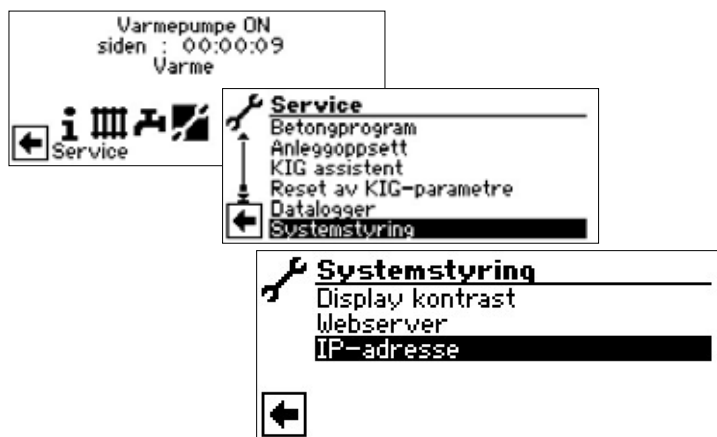 Varmepumpe ON
siden : 00:00:09
Varme
Service
Service
Betongprogram
Anleggoppsett
KIG assistent
Reset av KIG-parametre
Datalogger
Systemstyring
Systemstyring
Display kontrast
Webserver
IP-adresse